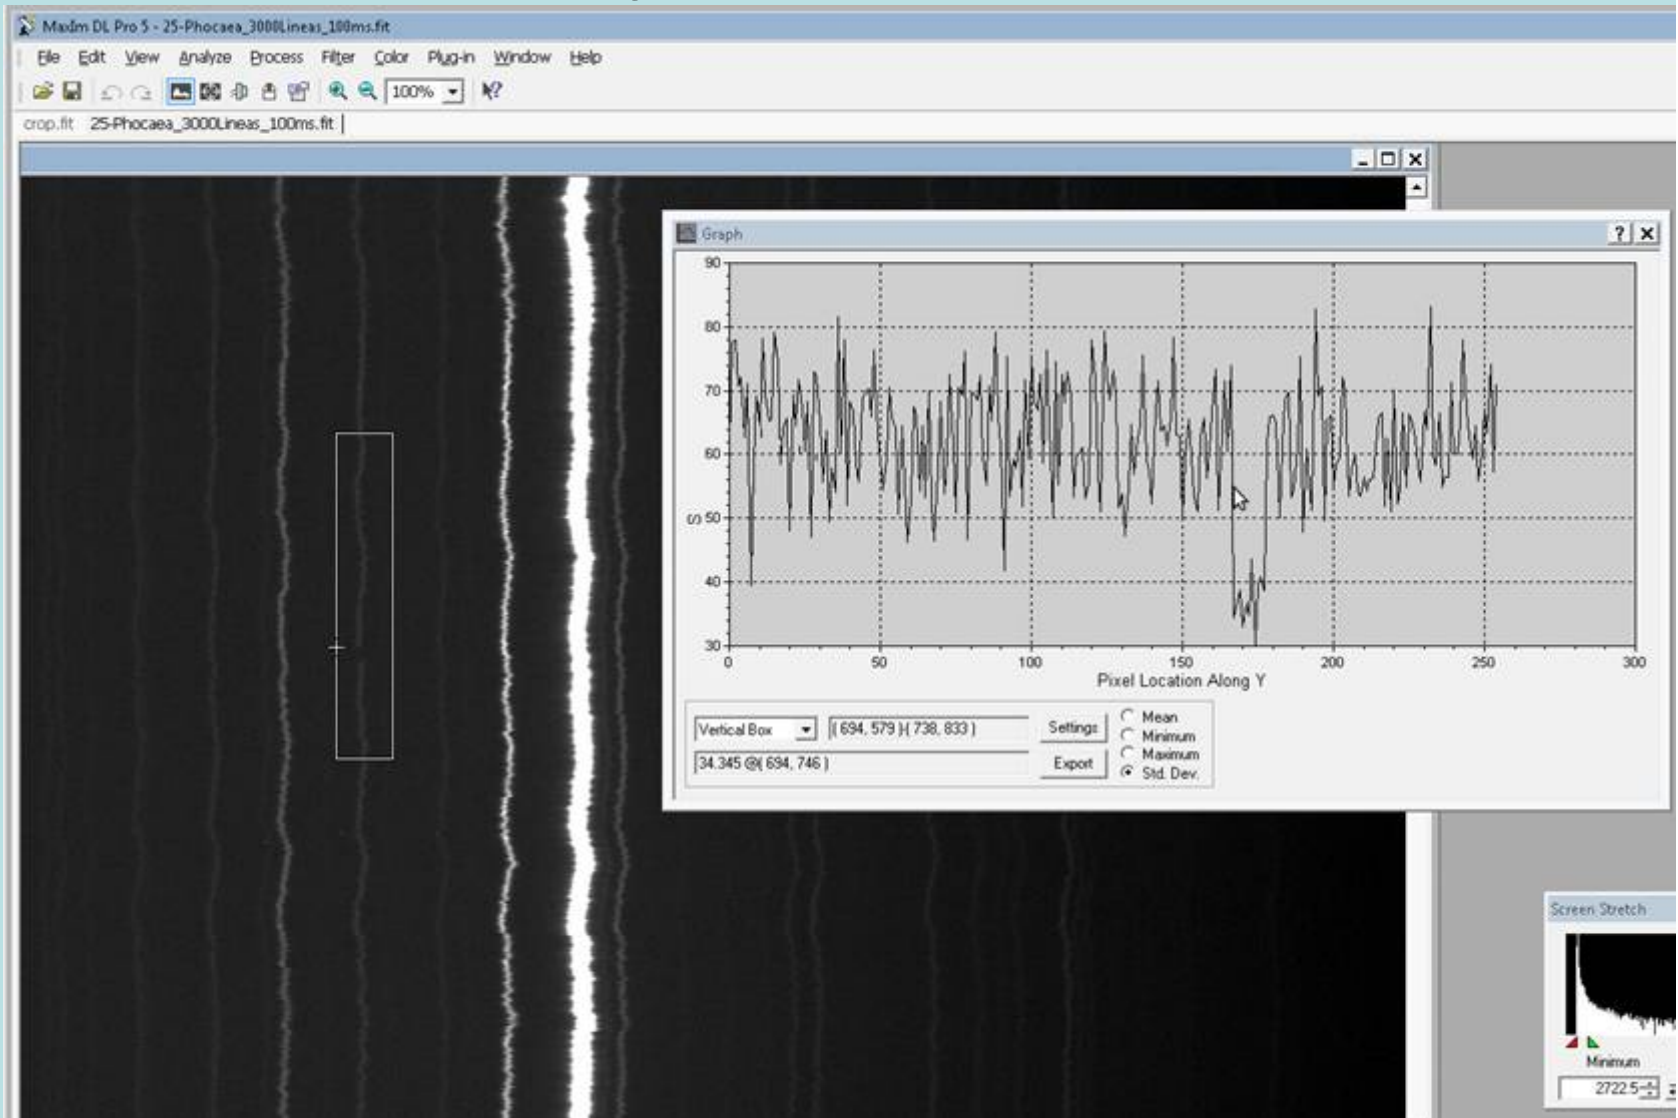 MaxIm DL Pro 5 - 25-Phocaea_3000Lineas_100ms.fit
File Edit View Analyze Process Filter Color Plug-in Window Help
100%
crop.fit 25-Phocaea_3000Lineas_100ms.fit
Graph
90
80
70
60
S 50
40
30
0 50 100 150 200 250 300
Pixel Location Along Y
Vertical Box ( 694, 579 )-( 738, 833 ) Settings
34.345 @( 694, 746 ) Export
Mean
Minimum
Maximum
Std. Dev.
Screen Stretch
Minimum
2722.5